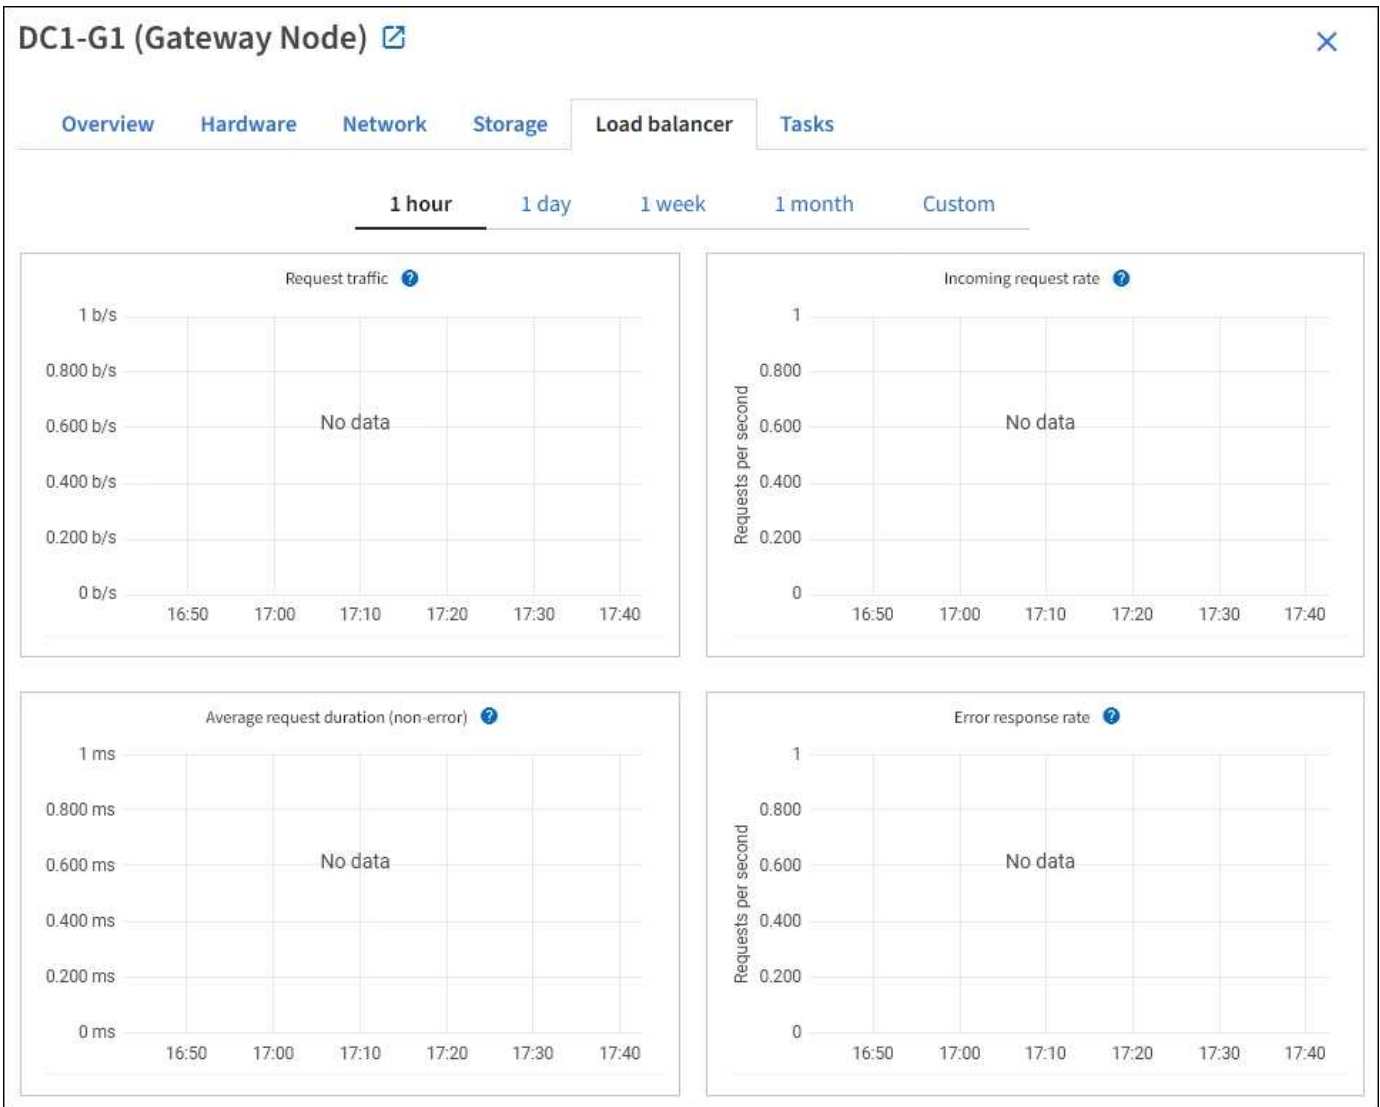 DC1-G1 (Gateway Node)
Overview Hardware Network Storage Load balancer Tasks
1 hour 1 day 1 week 1 month Custom
Request traffic ?
1 b/s
0.800 b/s
0.600 b/s
0.400 b/s
0.200 b/s
0 b/s
No data
16:50 17:00 17:10 17:20 17:30 17:40
Incoming request rate ?
Requests per second
1
0.800
0.600
0.400
0.200
0
No data
16:50 17:00 17:10 17:20 17:30 17:40
Average request duration (non-error) ?
1 ms
0.800 ms
0.600 ms
0.400 ms
0.200 ms
0 ms
No data
16:50 17:00 17:10 17:20 17:30 17:40
Error response rate ?
Requests per second
1
0.800
0.600
0.400
0.200
0
No data
16:50 17:00 17:10 17:20 17:30 17:40